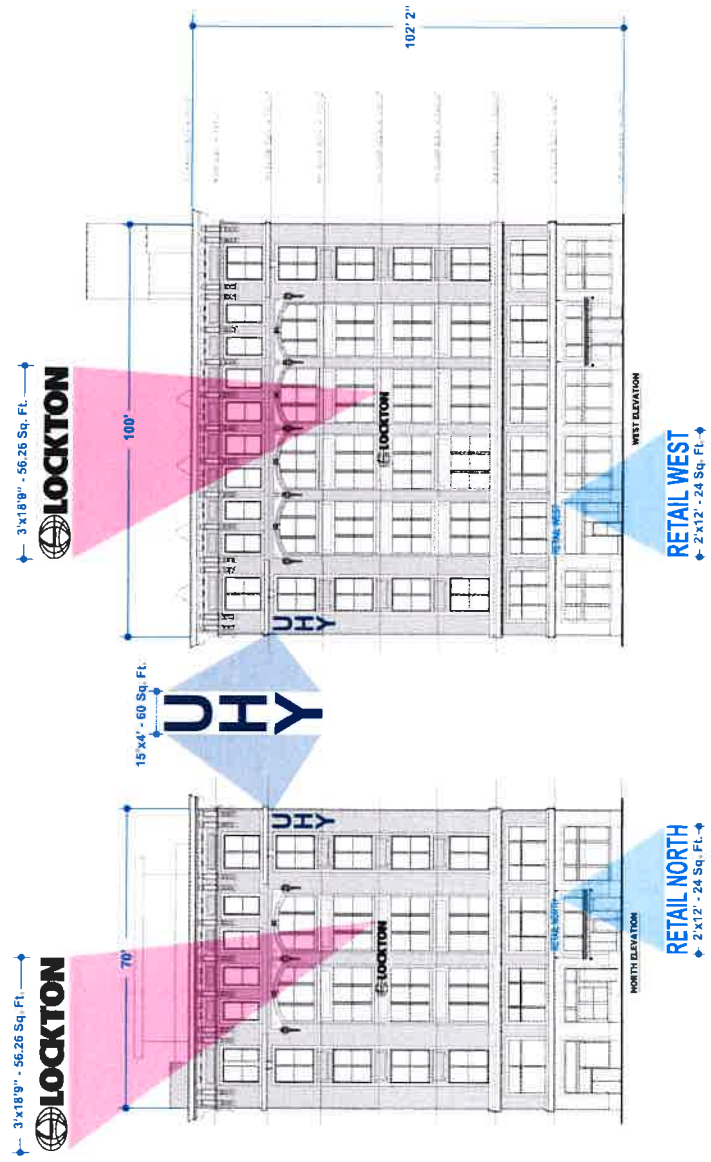 3'x18'9" - 56.26 Sq. Ft.
LOCKTON
70'
UHY
LOCKTON
RETAIL NORTH
NORTH ELEVATION
RETAIL NORTH
2'x12' - 24 Sq. Ft.
15'x4' - 60 Sq. Ft.
U
H
Y
3'x18'9" - 56.26 Sq. Ft.
LOCKTON
100'
102' 2"
UHY
LOCKTON
RETAIL WEST
WEST ELEVATION
RETAIL WEST
2'x12' - 24 Sq. Ft.